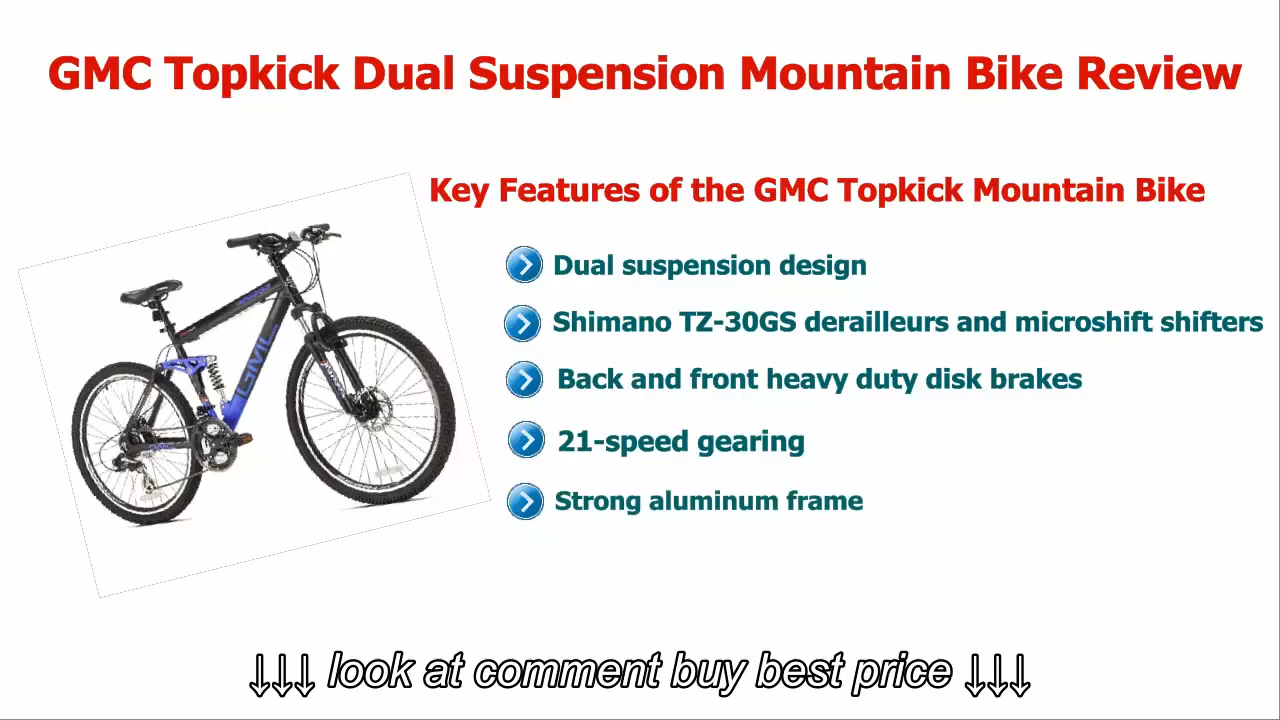 GMC Topkick Dual Suspension Mountain Bike Review
Key Features of the GMC Topkick Mountain Bike
Dual suspension design
Shimano TZ-30GS derailleurs and microshift shifters
Back and front heavy duty disk brakes
21-speed gearing
Strong aluminum frame
GMC
↓↓↓ look at comment buy best price ↓↓↓